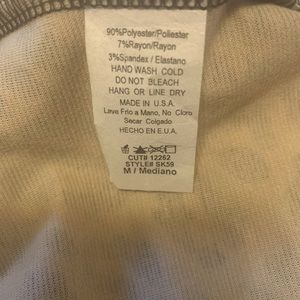 90%Polyester/Poliester
7%Rayon/Rayon
3%Spandex / Elastano
HAND WASH COLD
DO NOT BLEACH
HANG OR LINE DRY
MADE IN U.S.A.
Lave Frio a Mano, No Cloro
Secar Colgado
HECHO EN E.U.A.
CUT# 12262
STYLE# SK59
M / Mediano